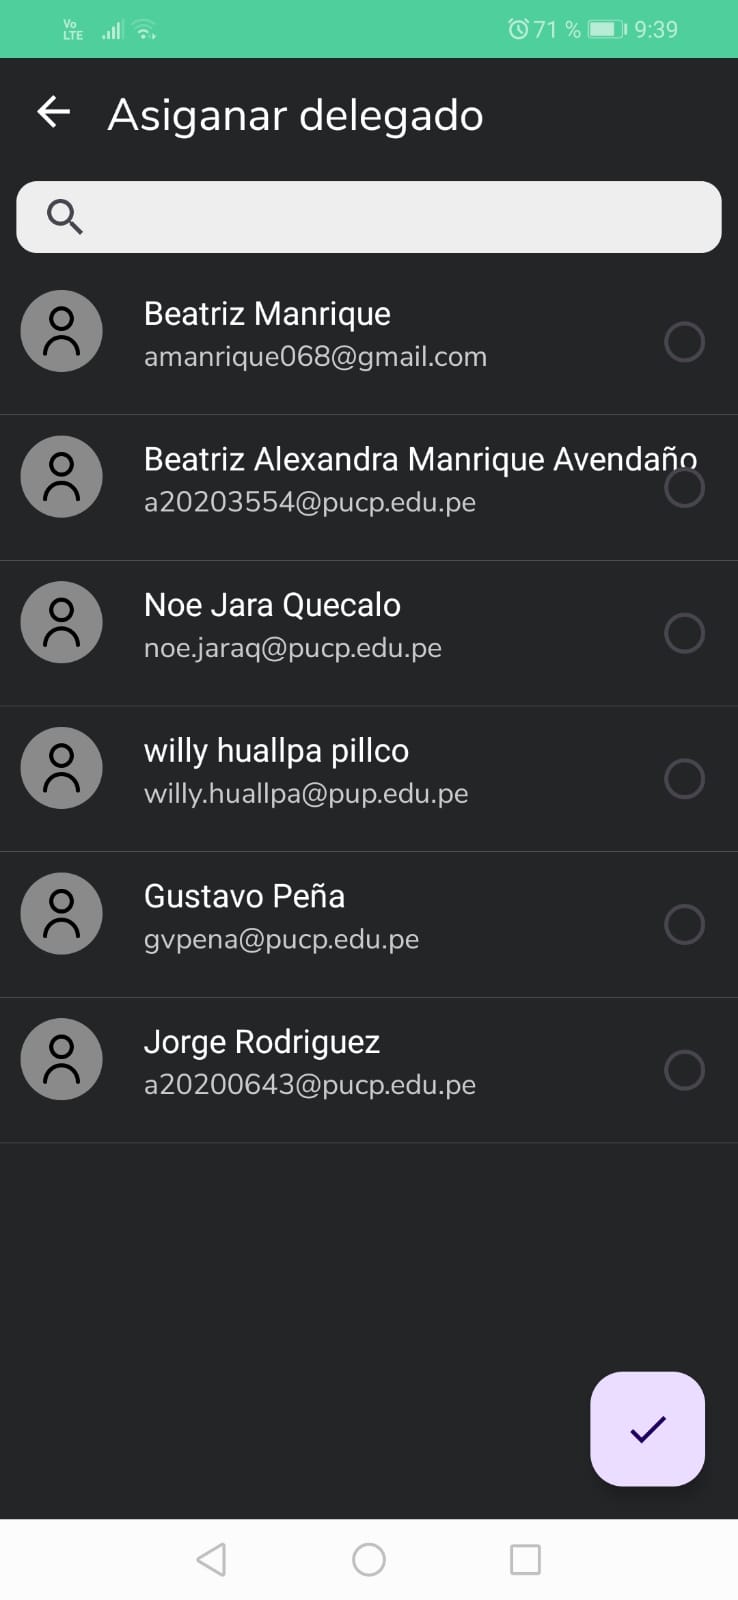 Vo
LTE
71 % 9:39
Asiganar delegado
Beatriz Manrique
amanrique068@gmail.com
Beatriz Alexandra Manrique Avendaño
a20203554@pucp.edu.pe
Noe Jara Quecalo
noe.jaraq@pucp.edu.pe
willy huallpa pillco
willy.huallpa@pup.edu.pe
Gustavo Peña
gvpena@pucp.edu.pe
Jorge Rodriguez
a20200643@pucp.edu.pe